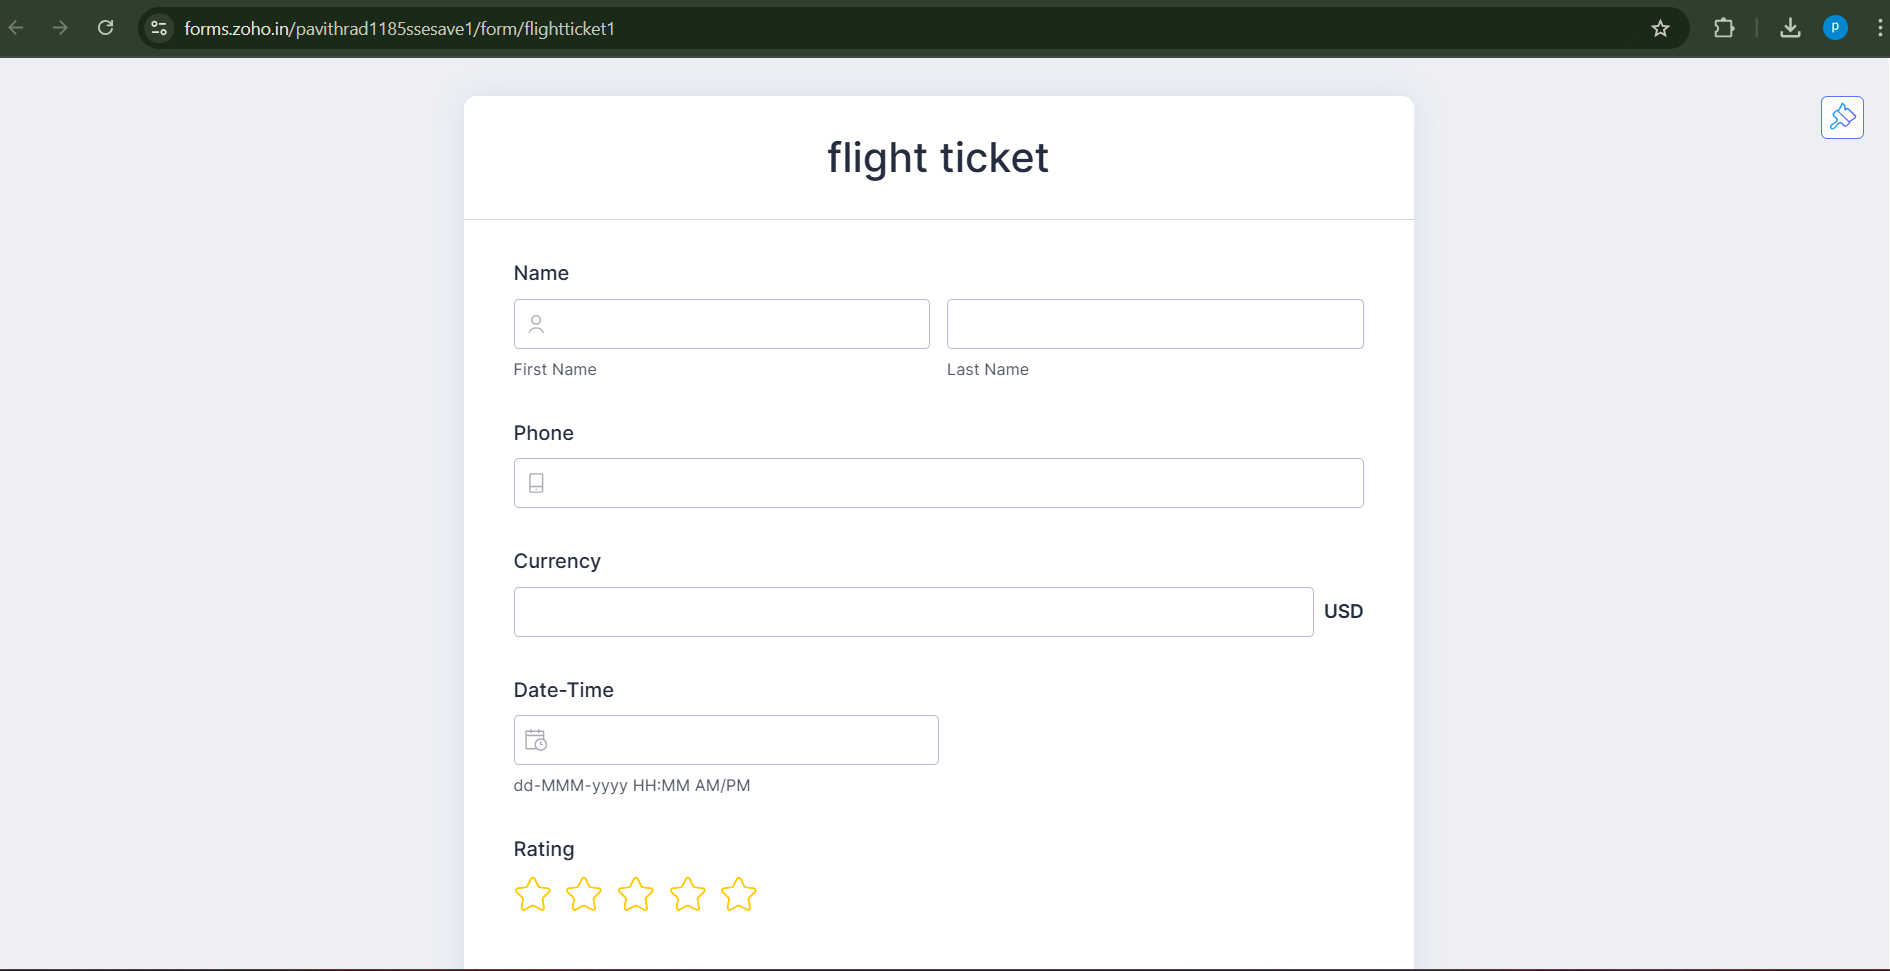 forms.zoho.in/pavithrad1185ssesave1/form/flightticket1
P
flight ticket
Name
First Name Last Name
Phone
Currency
USD
Date-Time
dd-MMM-yyyy HH:MM AM/PM
Rating